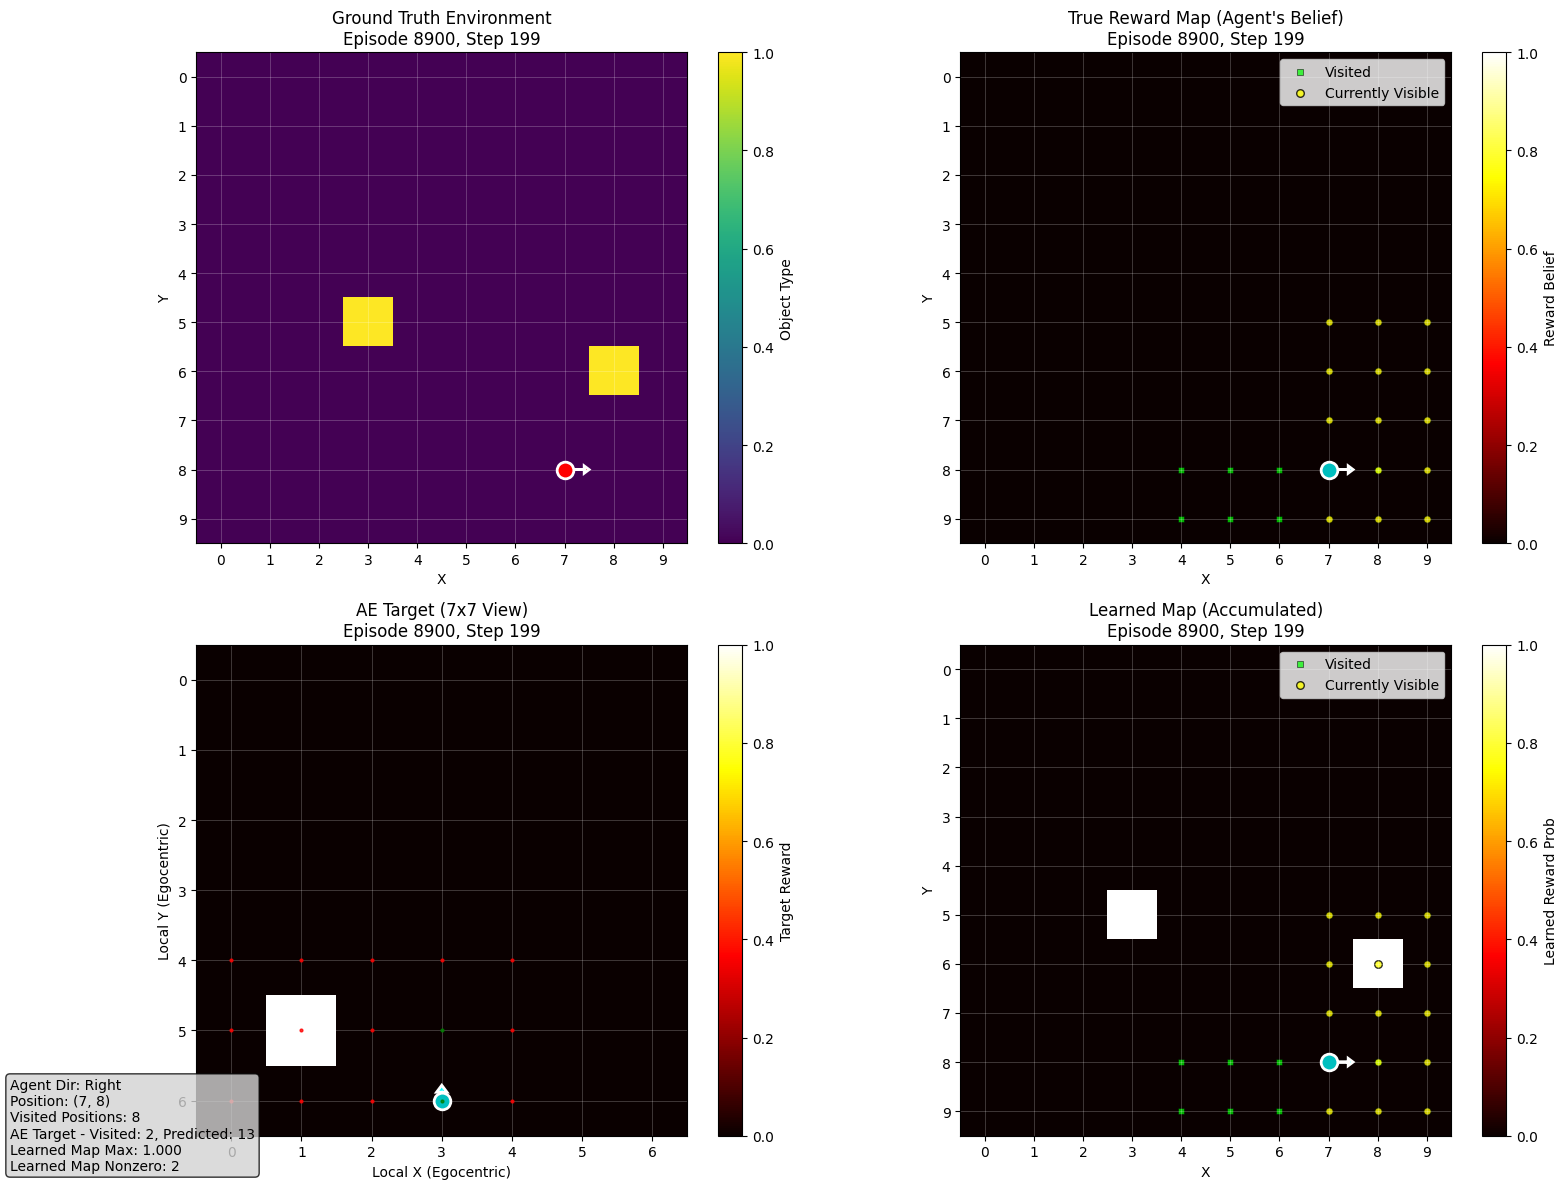 Ground Truth Environment
Episode 8900, Step 199
0
1
2
3
4
5
6
7
8
9
Y
0 1 2 3 4 5 6 7 8 9
X
1.0
0.8
0.6
0.4
0.2
0.0
Object Type
True Reward Map (Agent's Belief)
Episode 8900, Step 199
Visited
Currently Visible
0
1
2
3
4
5
6
7
8
9
Y
0 1 2 3 4 5 6 7 8 9
X
1.0
0.8
0.6
0.4
0.2
0.0
Reward Belief
AE Target (7x7 View)
Episode 8900, Step 199
0
1
2
3
4
5
6
Local Y (Egocentric)
0 1 2 3 4 5 6
Local X (Egocentric)
1.0
0.8
0.6
0.4
0.2
0.0
Target Reward
Learned Map (Accumulated)
Episode 8900, Step 199
Visited
Currently Visible
0
1
2
3
4
5
6
7
8
9
Y
0 1 2 3 4 5 6 7 8 9
X
1.0
0.8
0.6
0.4
0.2
0.0
Learned Reward Prob
Agent Dir: Right
Position: (7, 8)
Visited Positions: 8
AE Target - Visited: 2, Predicted: 13
Learned Map Max: 1.000
Learned Map Nonzero: 2